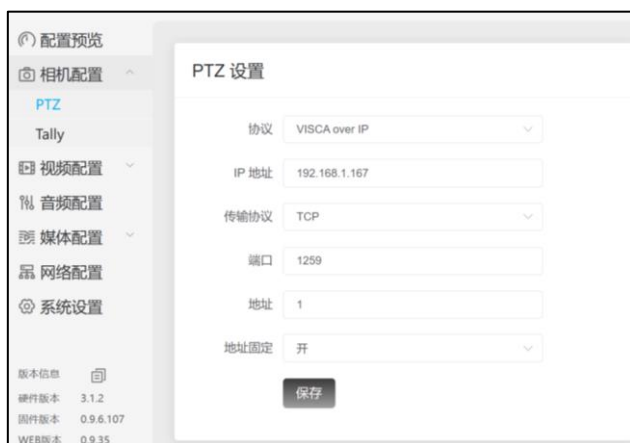 配置预览
相机配置
PTZ
Tally
视频配置
音频配置
媒体配置
网络配置
系统设置
版本信息
硬件版本 3.1.2
固件版本 0.9.6.107
WEB版本 0.9.35
PTZ 设置
协议 VISCA over IP
IP 地址 192.168.1.167
传输协议 TCP
端口 1259
地址 1
地址固定 开
保存